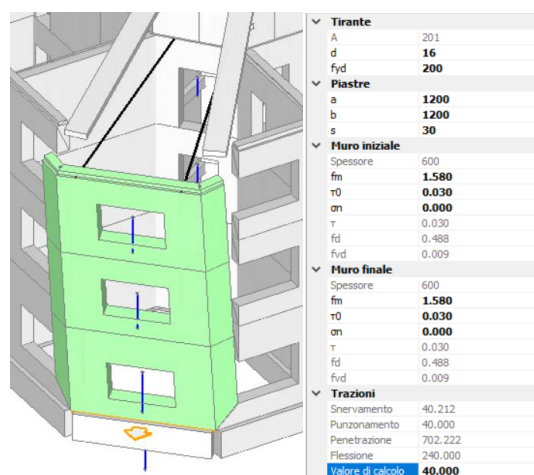 Tirante
A 201
d 16
fyd 200
Piastre
a 1200
b 1200
s 30
Muro iniziale
Spessore 600
fm 1.580
τ0 0.030
σn 0.000
τ 0.030
fd 0.488
fvd 0.009
Muro finale
Spessore 600
fm 1.580
τ0 0.030
σn 0.000
τ 0.030
fd 0.488
fvd 0.009
Trazioni
Snervamento 40.212
Punzonamento 40.000
Penetrazione 702.222
Flessione 240.000
Valore di calcolo 40.000